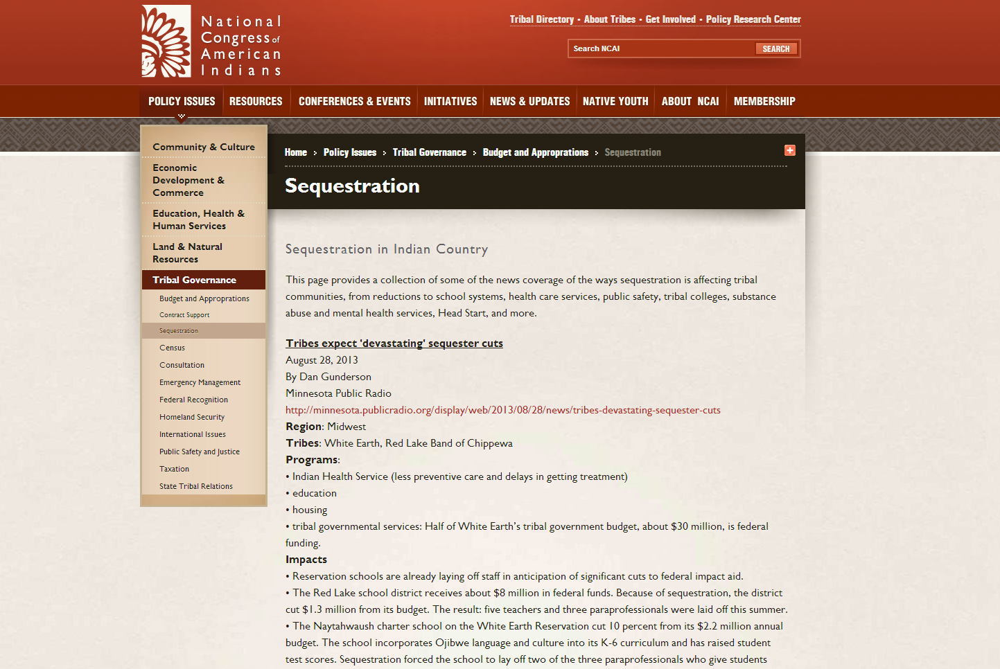 National
Congress of
American
Indians
Tribal Directory - About Tribes - Get Involved - Policy Research Center
Search NCAI
SEARCH
POLICY ISSUES
RESOURCES
CONFERENCES & EVENTS
INITIATIVES
NEWS & UPDATES
NATIVE YOUTH
ABOUT NCAI
MEMBERSHIP
Community & Culture
Economic
Development &
Commerce
Education, Health &
Human Services
Land & Natural
Resources
Tribal Governance
Budget and Approprations
Contract Support
Sequestration
Census
Consultation
Emergency Management
Federal Recognition
Homeland Security
International Issues
Public Safety and Justice
Taxation
State Tribal Relations
Home
Policy Issues
Tribal Governance
Budget and Approprations
Sequestration
Sequestration
Sequestration in Indian Country
This page provides a collection of some of the news coverage of the ways sequestration is affecting tribal
communities, from reductions to school systems, health care services, public safety, tribal colleges, substance
abuse and mental health services, Head Start, and more.
Tribes expect 'devastating' sequester cuts
August 28, 2013
By Dan Gunderson
Minnesota Public Radio
http://minnesota.publicradio.org/display/web/2013/08/28/news/tribes-devastating-sequester-cuts
Region: Midwest
Tribes: White Earth, Red Lake Band of Chippewa
Programs:
• Indian Health Service (less preventive care and delays in getting treatment)
• education
• housing
• tribal governmental services: Half of White Earth’s tribal government budget, about $30 million, is federal
funding.
Impacts
• Reservation schools are already laying off staff in anticipation of significant cuts to federal impact aid.
• The Red Lake school district receives about $8 million in federal funds. Because of sequestration, the district
cut $1.3 million from its budget. The result: five teachers and three paraprofessionals were laid off this summer.
• The Naytahwaush charter school on the White Earth Reservation cut 10 percent from its $2.2 million annual
budget. The school incorporates Ojibwe language and culture into its K-6 curriculum and has raised student
test scores. Sequestration forced the school to lay off two of the three paraprofessionals who give students